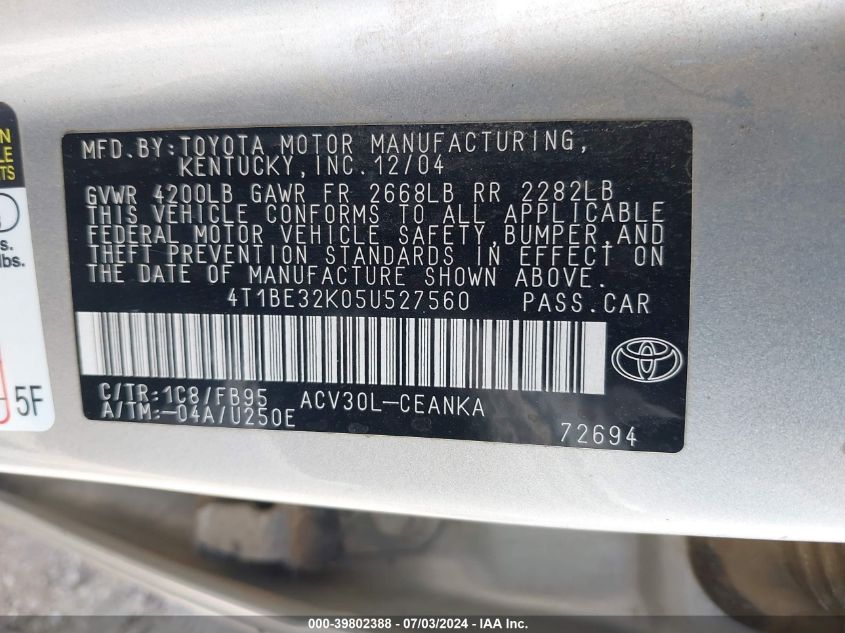 MFD.BY:TOYOTA MOTOR MANUFACTURING,
KENTUCKY,INC.12/04
GVWR 4200LB GAWR FR 2668LB RR 2282LB
THIS VEHICLE CONFORMS TO ALL APPLICABLE
FEDERAL MOTOR VEHICLE SAFETY,BUMPER,AND
THEFT PREVENTION STANDARDS IN EFFECT ON
THE DATE OF MANUFACTURE SHOWN ABOVE.
4T1BE32K05U527560 PASS.CAR
C/TR:1C8/FB95 ACV30L-CEANKA
A/TM:-04A/U250E
72694
5F
000-39802388 - 07/03/2024 - IAA Inc.